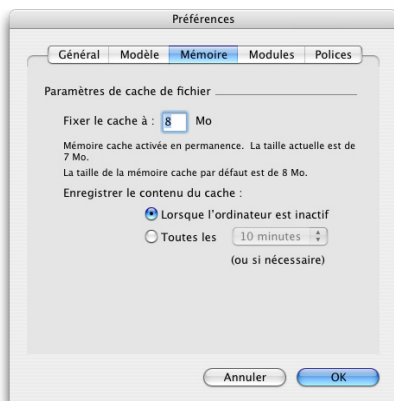 Préférences
Général Modèle Mémoire Modules Polices
Paramètres de cache de fichier
Fixer le cache à : 8 Mo
Mémoire cache activée en permanence. La taille actuelle est de
7 Mo.
La taille de la mémoire cache par défaut est de 8 Mo.
Enregistrer le contenu du cache :
Lorsque l'ordinateur est inactif
Toutes les 10 minutes
(ou si nécessaire)
Annuler OK